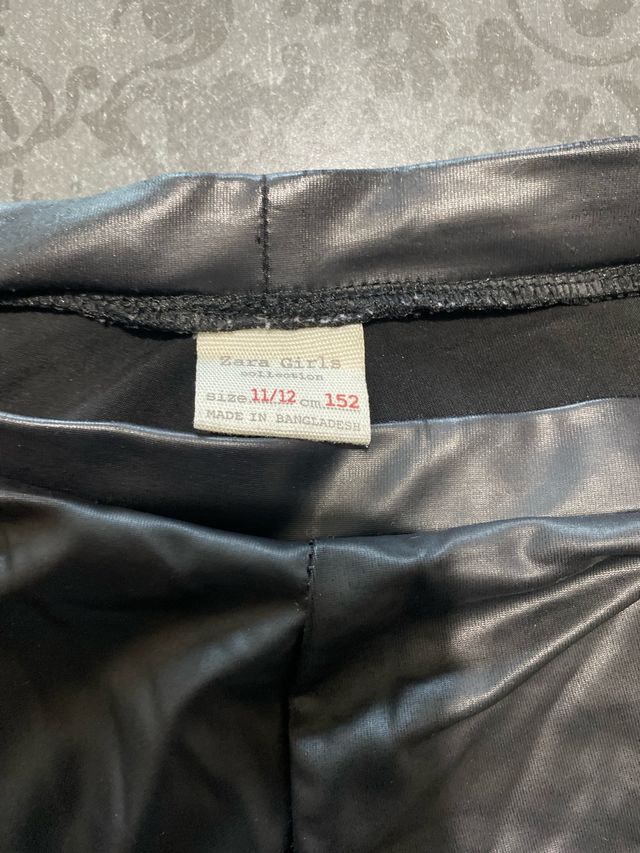 Zara Girls
collection
size 11/12 cm 152
MADE IN BANGLADESH